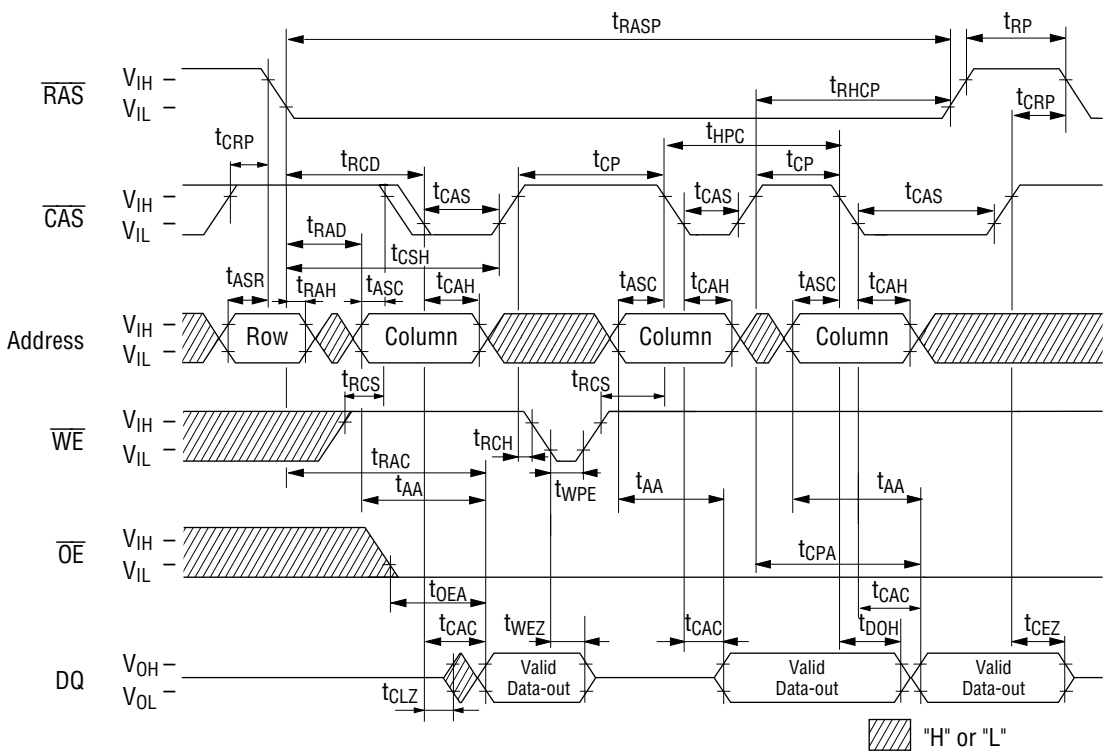 tRASP
tRP
RAS
VIH
VIL
tRHCP
tCRP
tCRP
tRCD
tCP
tHPC
tCP
CAS
VIH
VIL
tCAS
tCAS
tCAS
tRAD
tCSH
tASR
tRAH
tASC
tCAH
tASC
tCAH
tASC
tCAH
Address
VIH
VIL
Row
Column
Column
Column
tRCS
tRCS
WE
VIH
VIL
tRCH
tWPE
tRAC
tAA
tAA
tAA
OE
VIH
VIL
tCPA
tOEA
tCAC
tCAC
tWEZ
tCAC
tDOH
tCEZ
DQ
VOH
VOL
Valid
Data-out
Valid
Data-out
Valid
Data-out
tCLZ
"H" or "L"